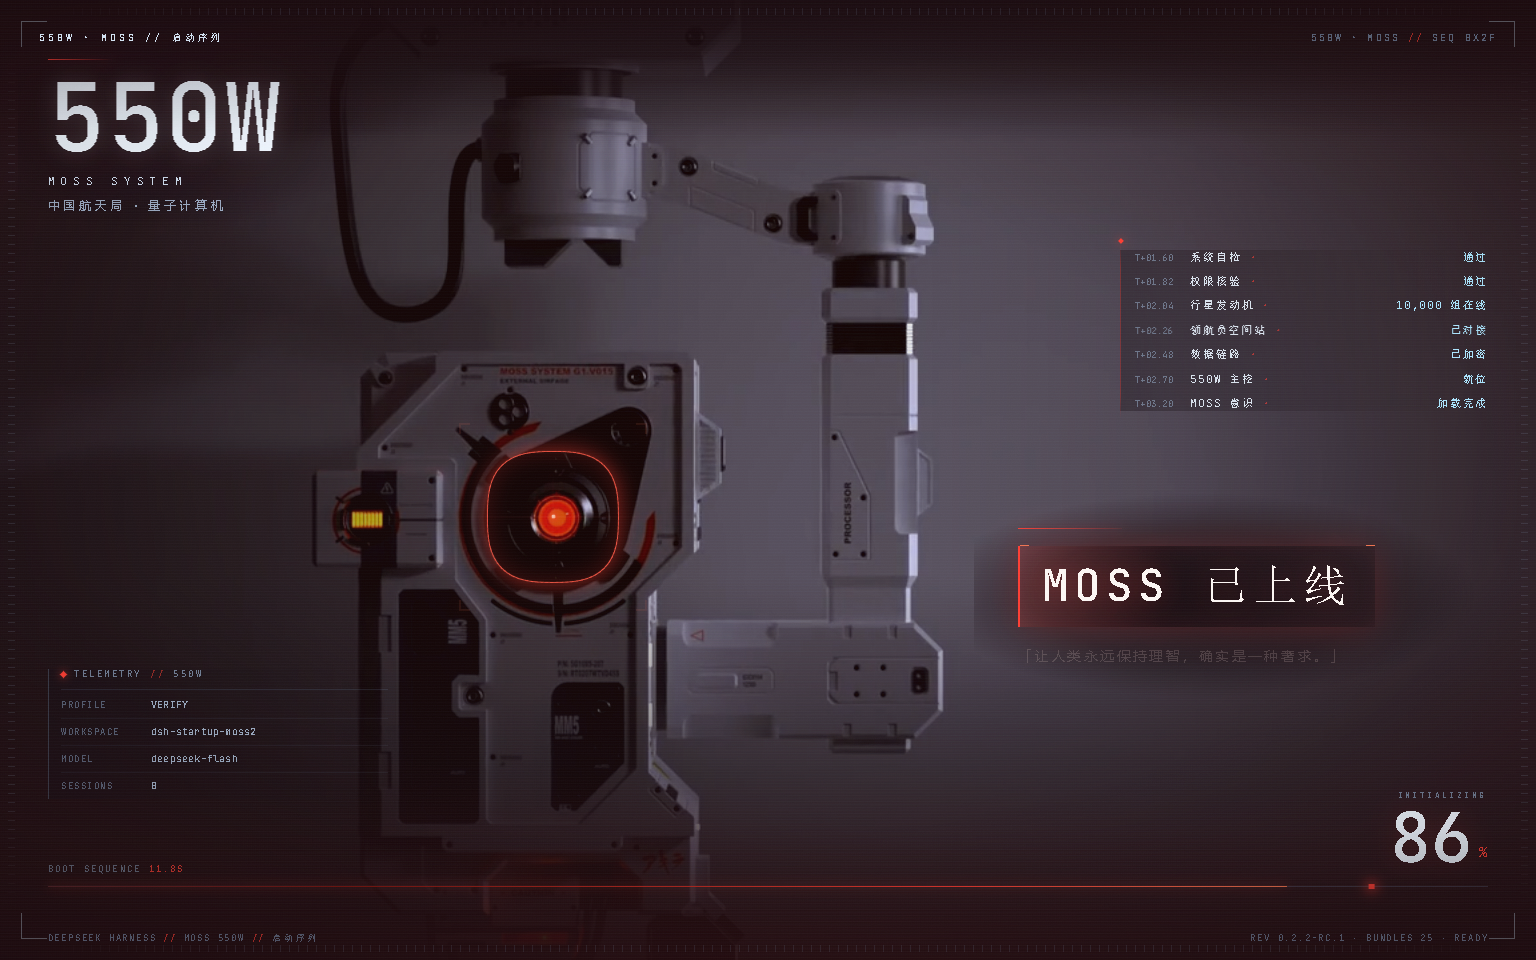 550W · MOSS // 启动序列
550W · MOSS // SEQ 0X2F
550W
MOSS SYSTEM
中国航天局 · 量子计算机
T+01.60 系统自检 · 通过
T+01.82 权限核验 · 通过
T+02.04 行星发动机 · 10,000 组在线
T+02.26 领航员空间站 · 已对接
T+02.48 数据链路 · 已加密
T+02.70 550W 主控 · 就位
T+03.20 MOSS 意识 · 加载完成
MOSS SYSTEM G1.V015
EXTERNAL
PROCESSOR
MM5
MM5
MOSS 已上线
「让人类永远保持理智，确实是一种奢求。」
TELEMETRY // 550W
PROFILE VERIFY
WORKSPACE dsh-startup-moss2
MODEL deepseek-flash
SESSIONS 8
INITIALIZING
86 %
BOOT SEQUENCE 11.8S
DEEPSEEK HARNESS // MOSS 550W // 启动序列
REV 0.2.2-RC.1 · BUNDLES 25 · READY